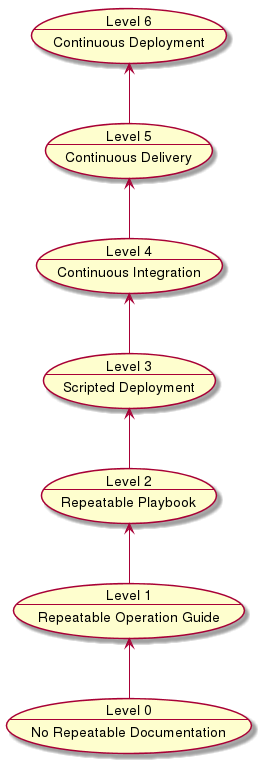 Level 6
Continuous Deployment
Level 5
Continuous Delivery
Level 4
Continuous Integration
Level 3
Scripted Deployment
Level 2
Repeatable Playbook
Level 1
Repeatable Operation Guide
Level 0
No Repeatable Documentation